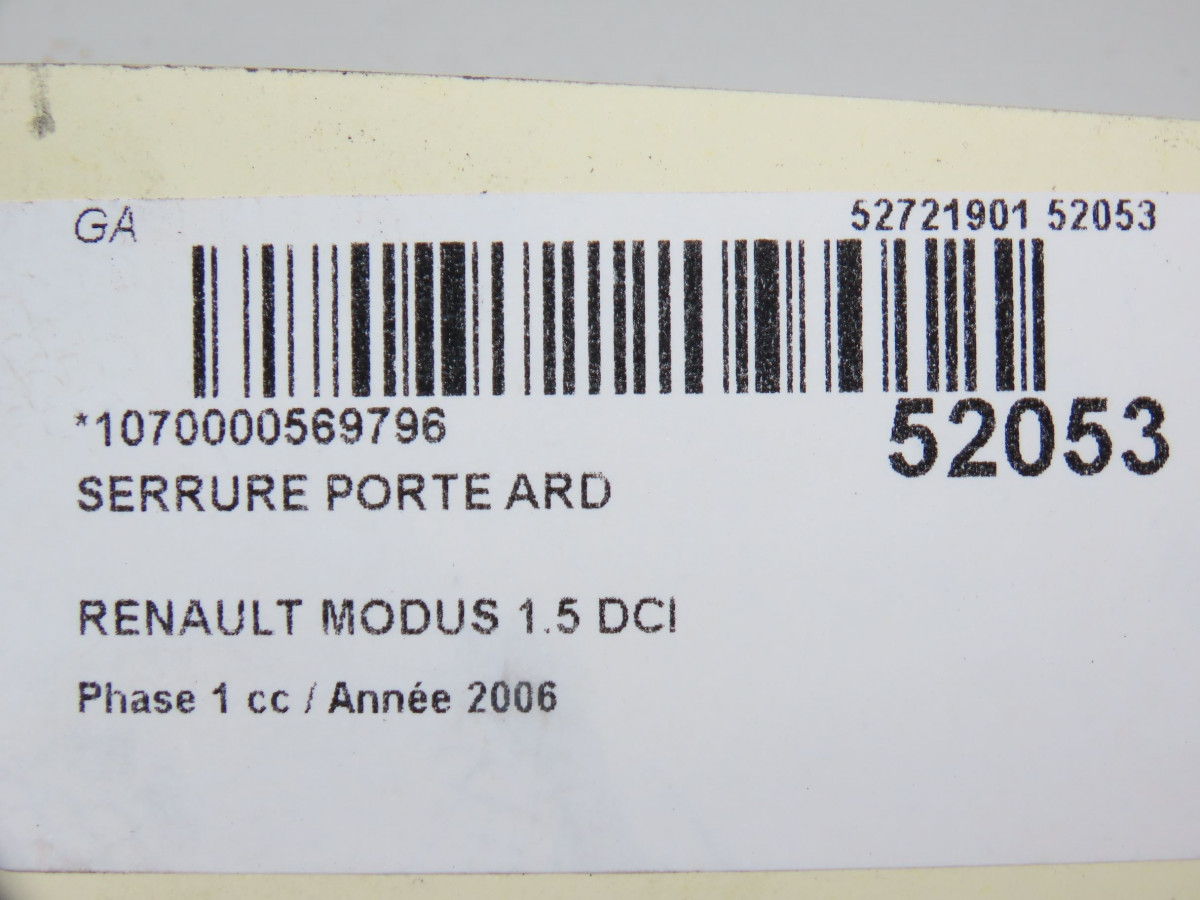 GA
52721901 52053
*1070000569796
52053
SERRURE PORTE ARD
RENAULT MODUS 1.5 DCI
Phase 1 cc / Année 2006